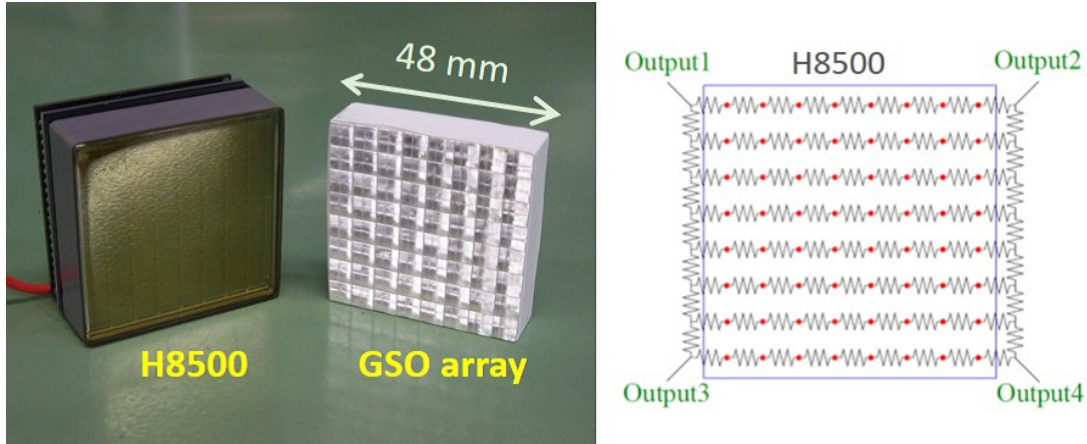 48 mm
H8500
GSO array
Output1
H8500
Output2
Output3
Output4